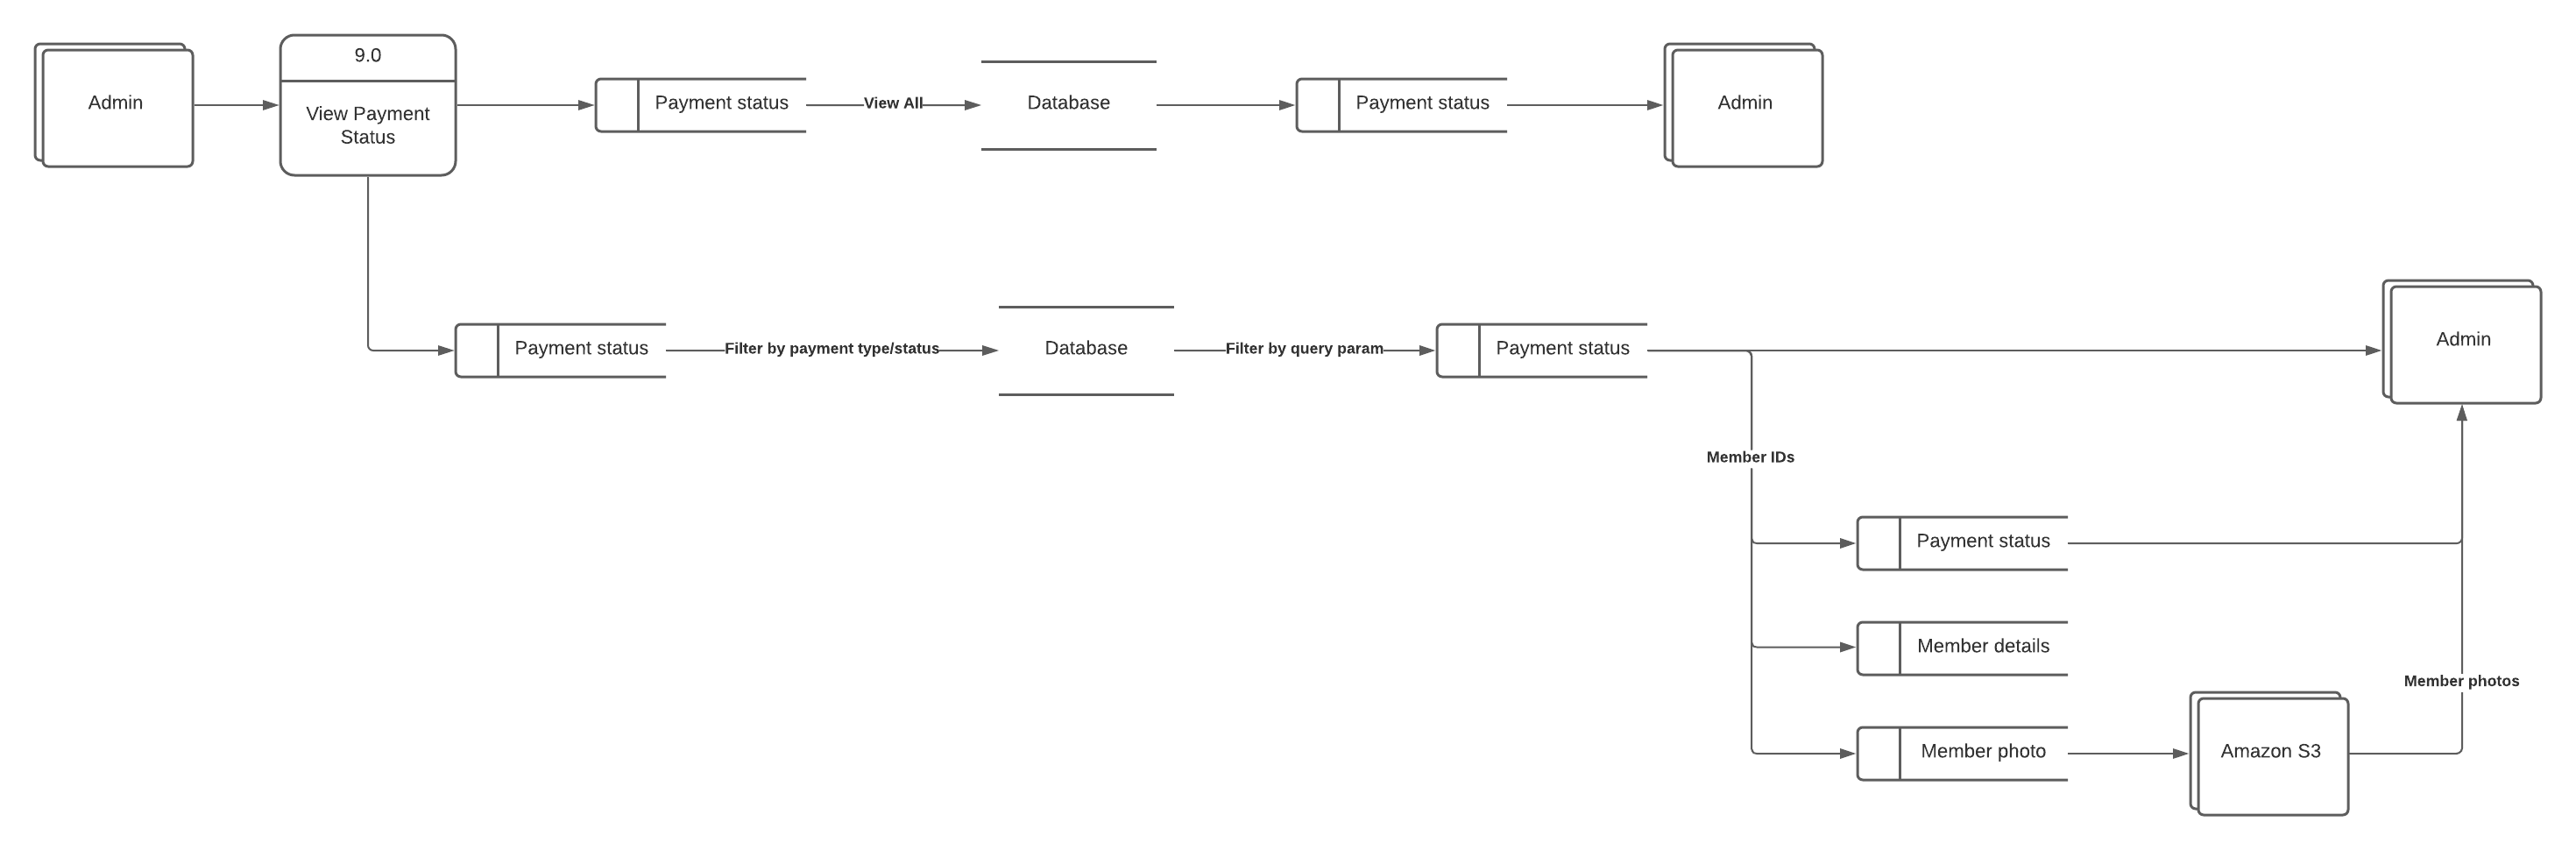 9.0
Admin
View Payment
Status
Payment status
View All
Database
Payment status
Admin
Payment status
Filter by payment type/status
Database
Filter by query param
Payment status
Admin
Member IDs
Payment status
Member details
Member photos
Member photo
Amazon S3